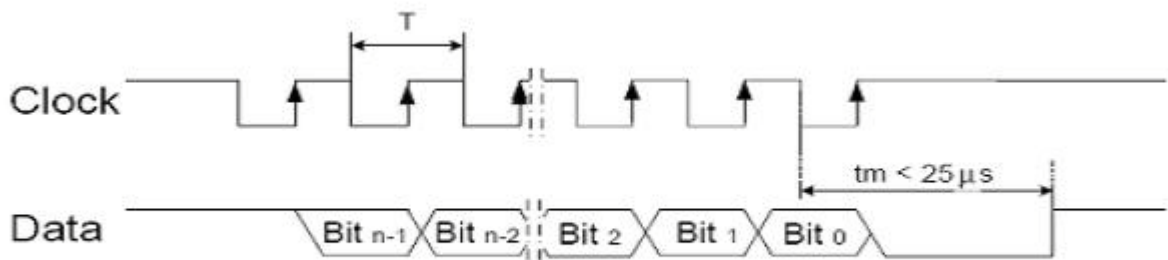 T
Clock
tm < 25 μs
Data Bit n-1 Bit n-2 Bit 2 Bit 1 Bit 0